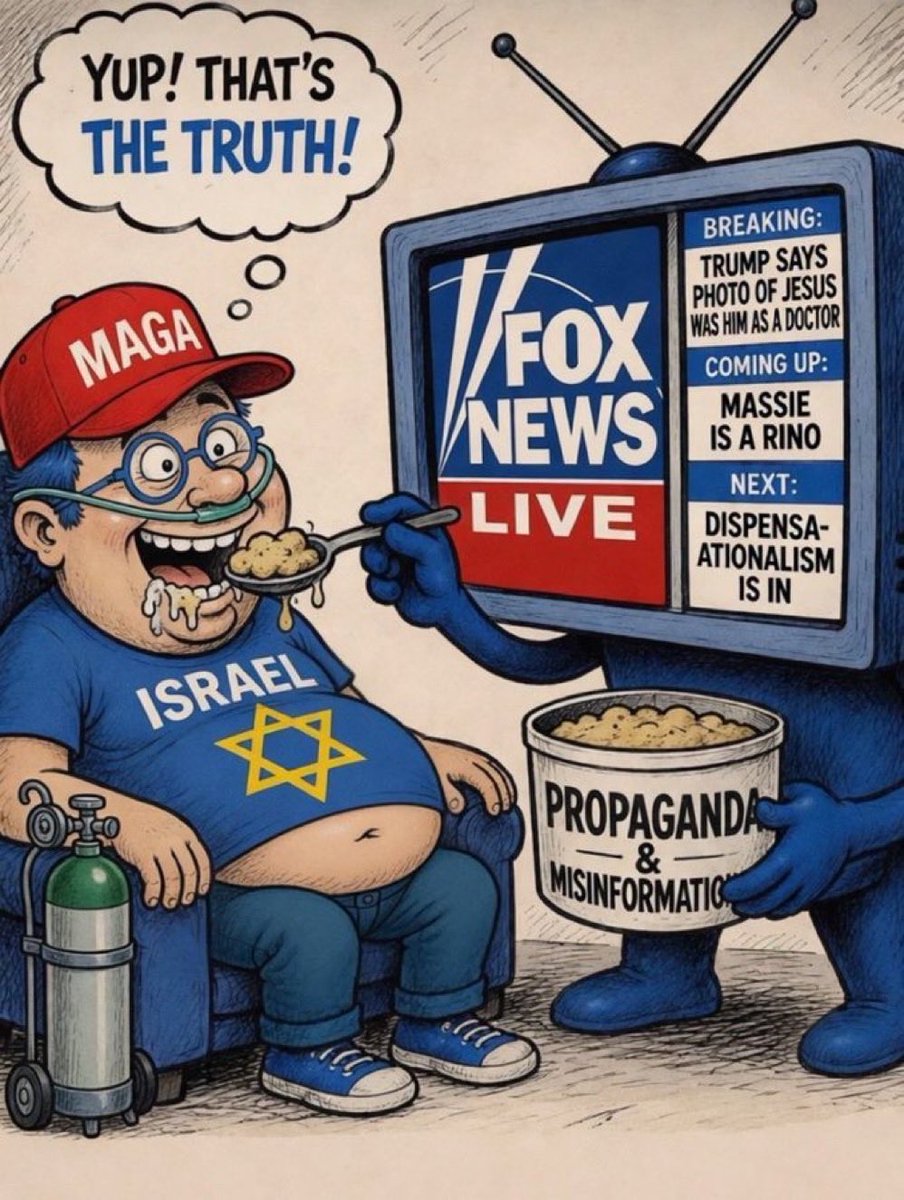 YUP! THAT'S
THE TRUTH!
MAGA
ISRAEL
FOX
NEWS
LIVE
BREAKING:
TRUMP SAYS
PHOTO OF JESUS
WAS HIM AS A DOCTOR
COMING UP:
MASSIE
IS A RINO
NEXT:
DISPENSA-
ATIONALISM
IS IN
PROPAGANDA
&
MISINFORMATIO